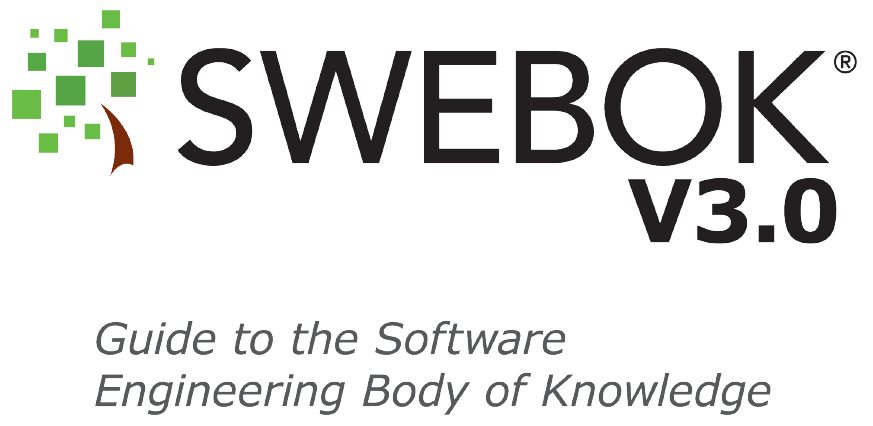 SWEBOK®
V3.0
Guide to the Software
Engineering Body of Knowledge